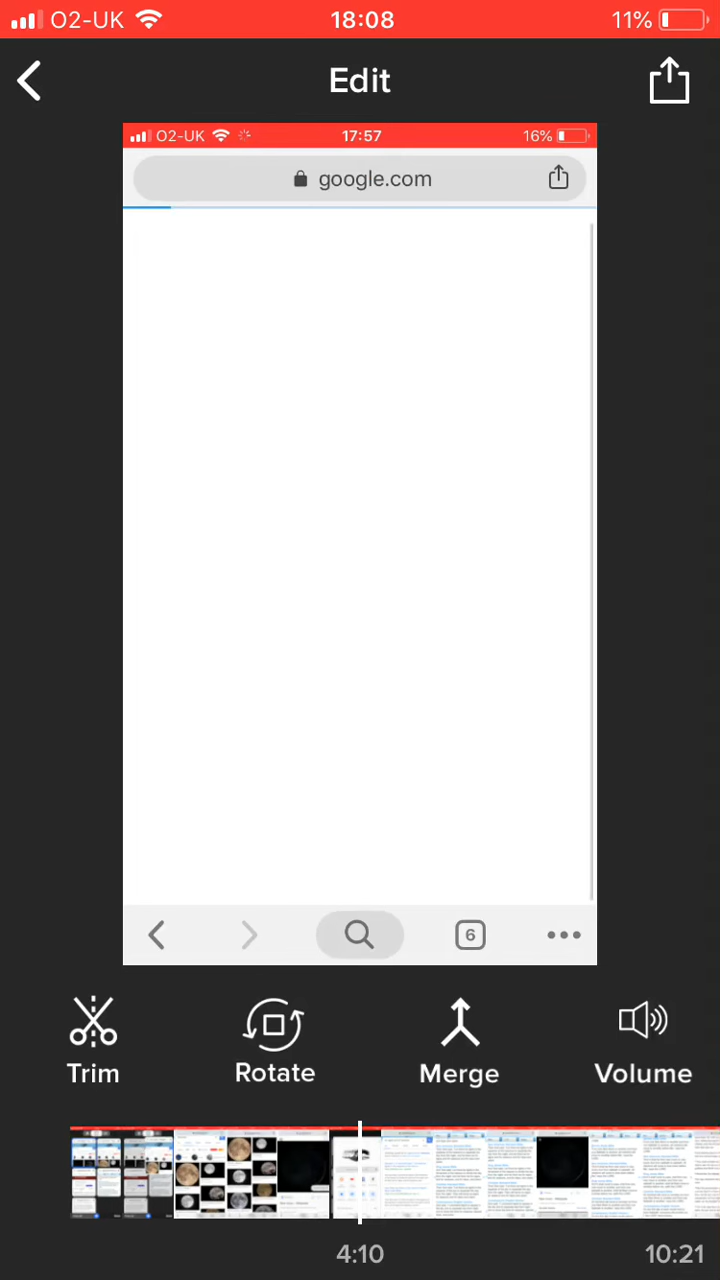 O2-UK 18:08 11%
Edit
O2-UK 17:57 16%
google.com
6
Trim Rotate Merge Volume
4:10 10:21